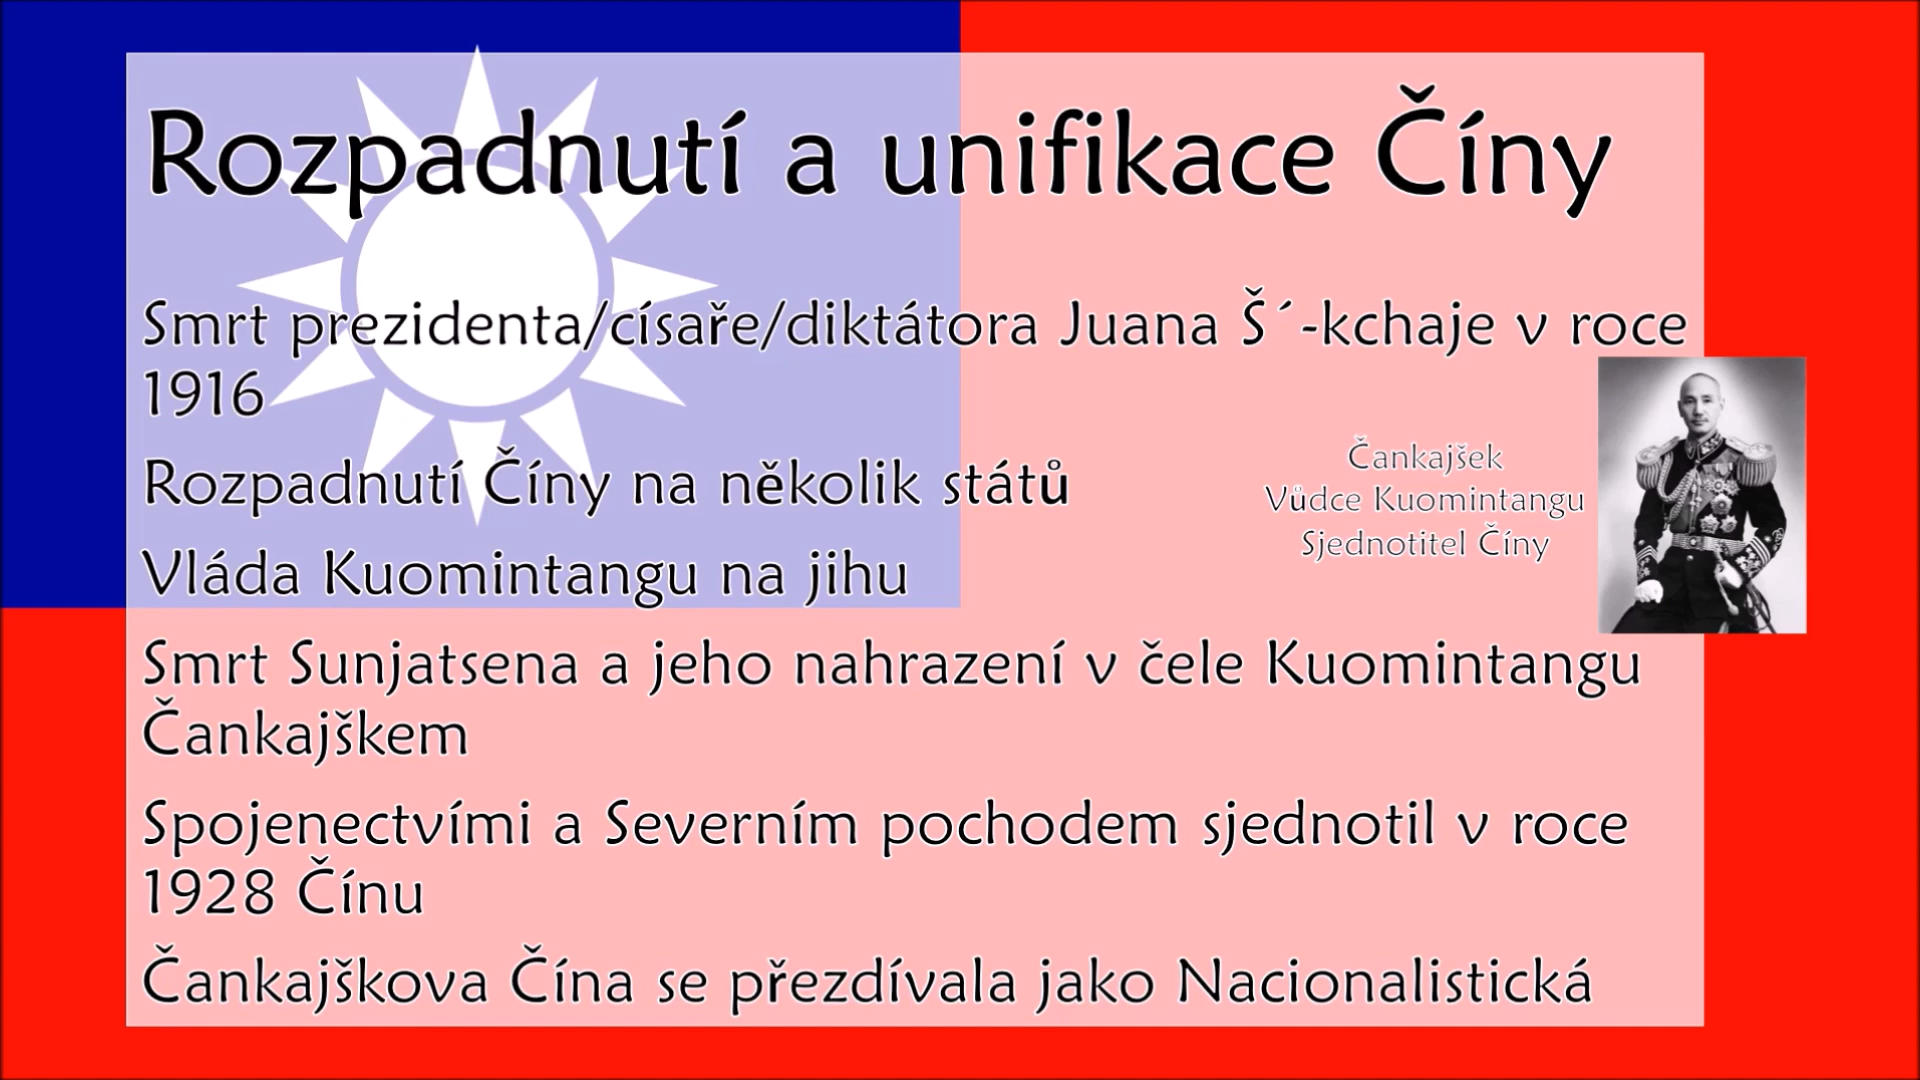 Rozpadnutí a unifikace Číny
Smrt prezidenta/císaře/diktátora Juana Š´-kchaje v roce
1916
Rozpadnutí Číny na několik států
Vláda Kuomintangu na jihu
Čankajšek
Vůdce Kuomintangu
Sjednotitel Číny
Smrt Sunjatsena a jeho nahrazení v čele Kuomintangu
Čankajškem
Spojenectvími a Severním pochodem sjednotil v roce
1928 Čínu
Čankajškova Čína se přezdívala jako Nacionalistická